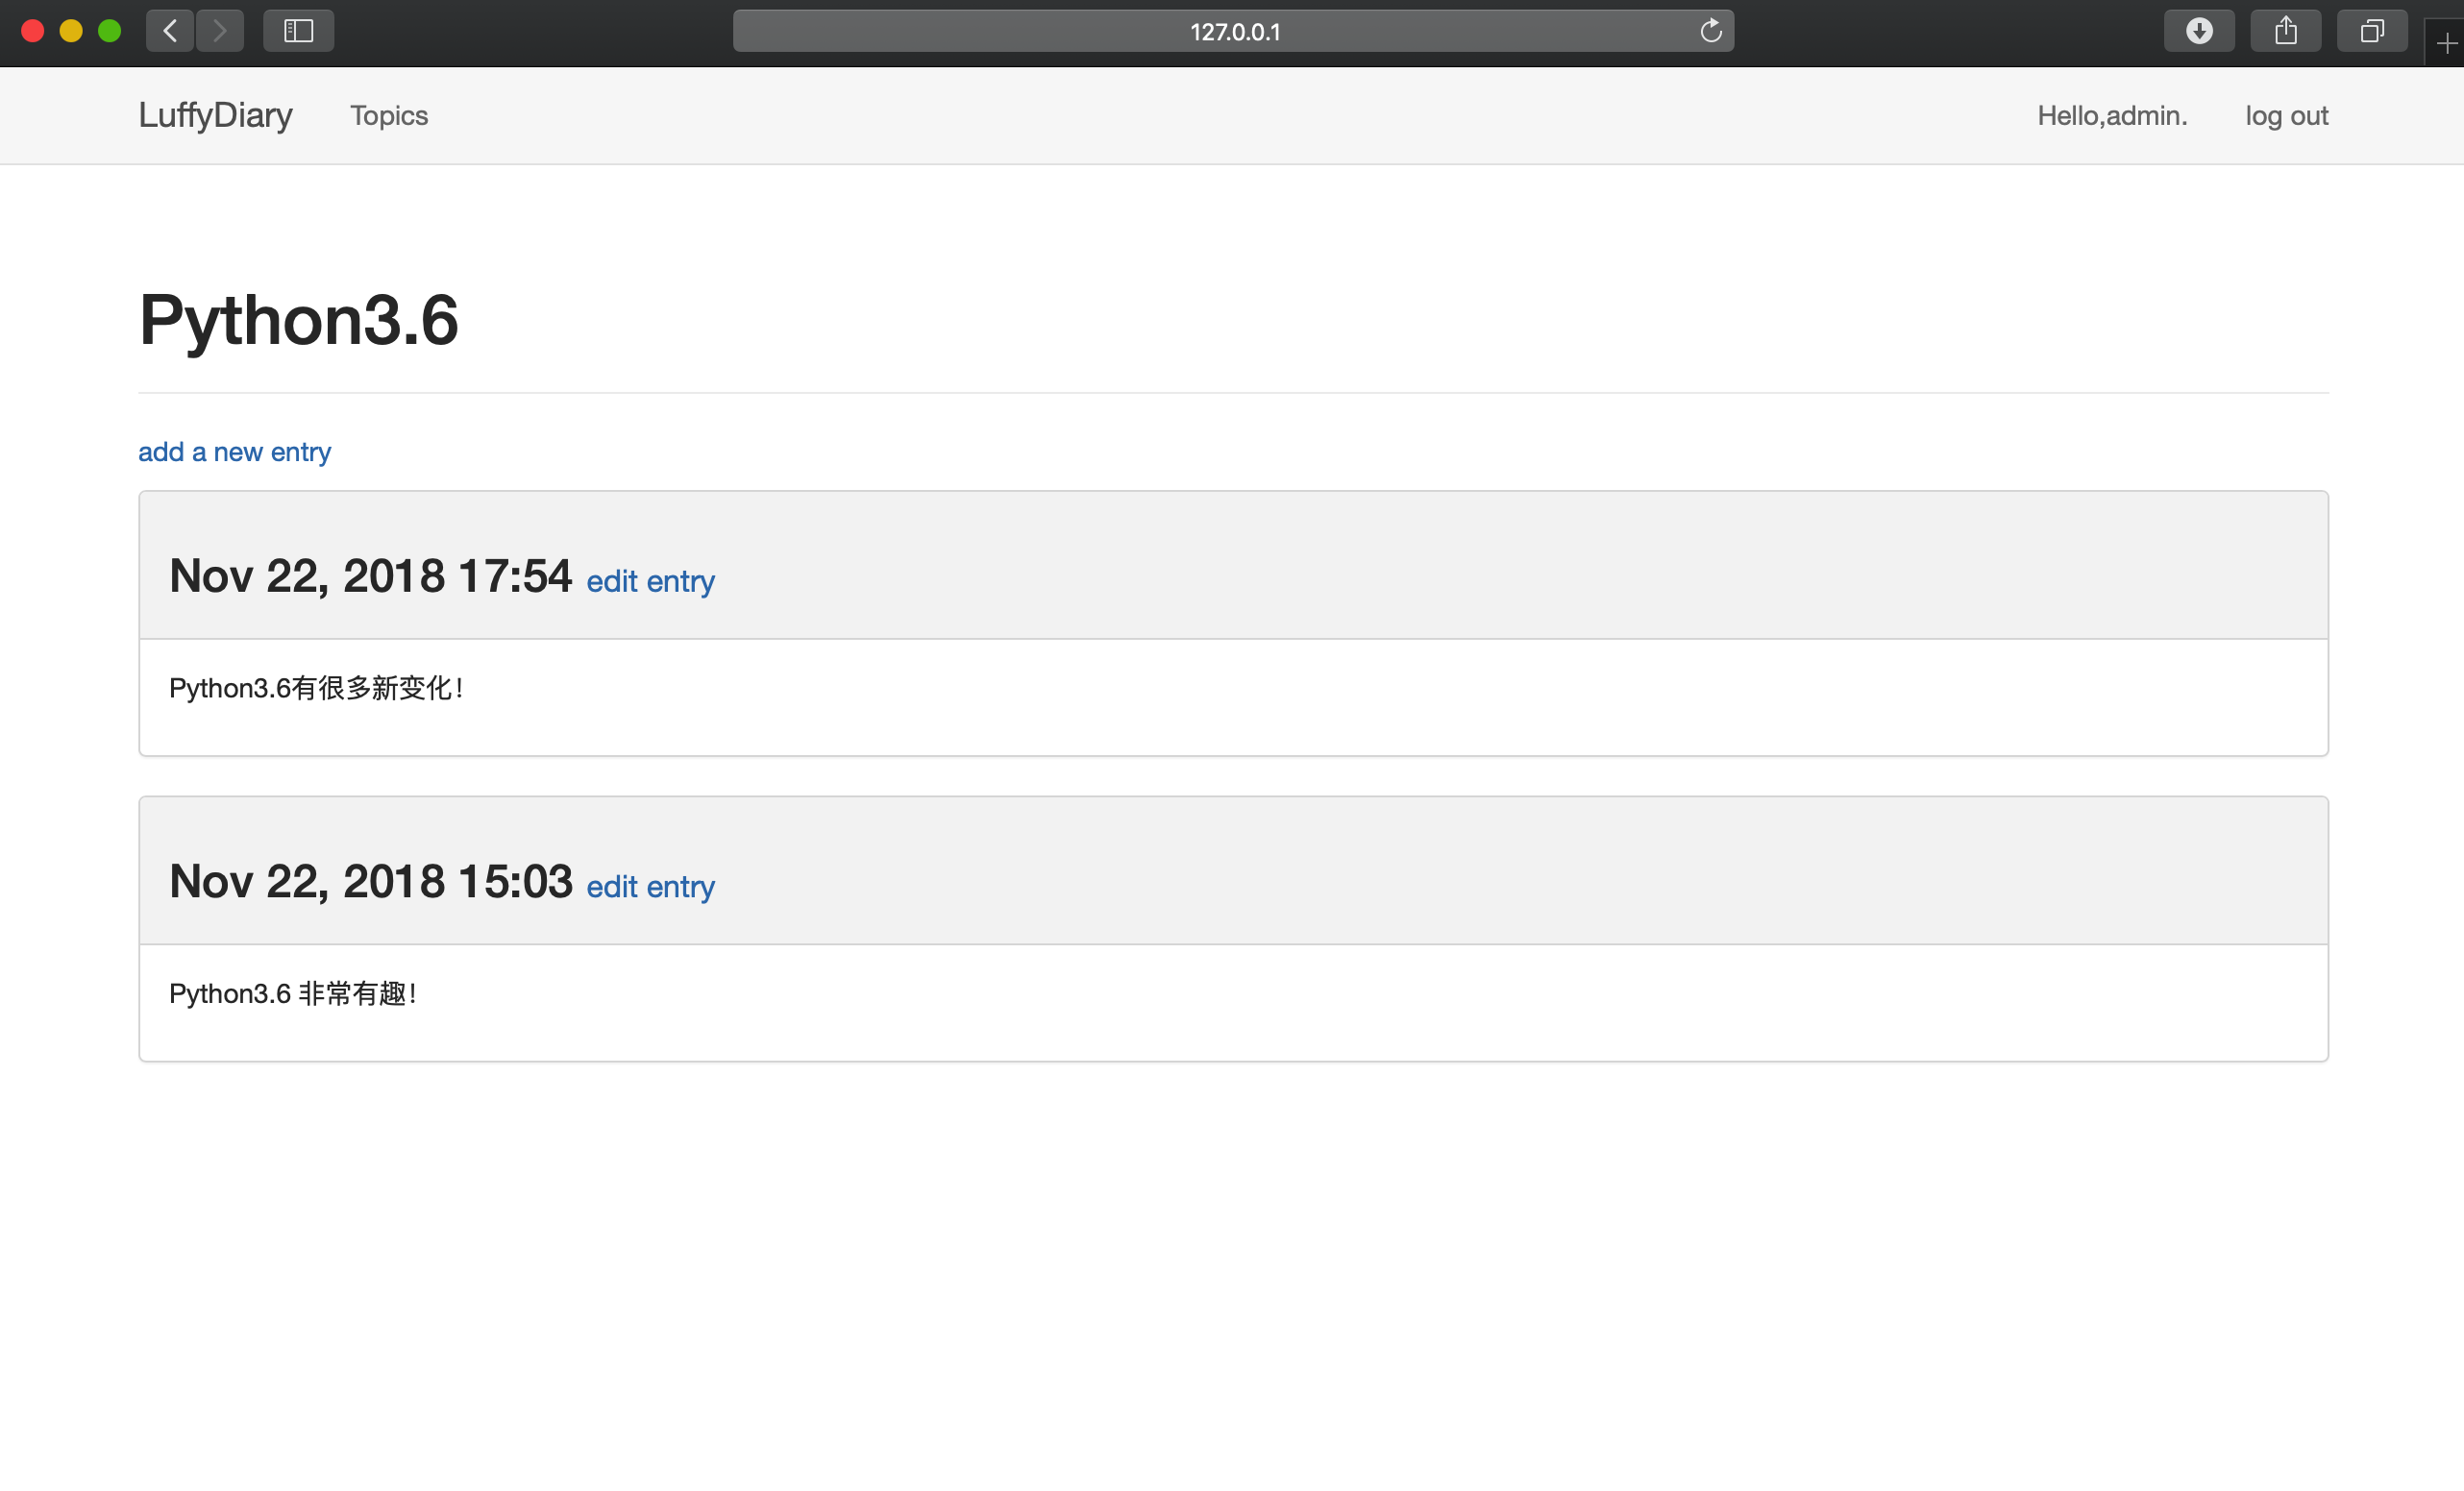 127.0.0.1
LuffyDiary Topics Hello,admin. log out
Python3.6
add a new entry
Nov 22, 2018 17:54 edit entry
Python3.6有很多新变化！
Nov 22, 2018 15:03 edit entry
Python3.6 非常有趣！